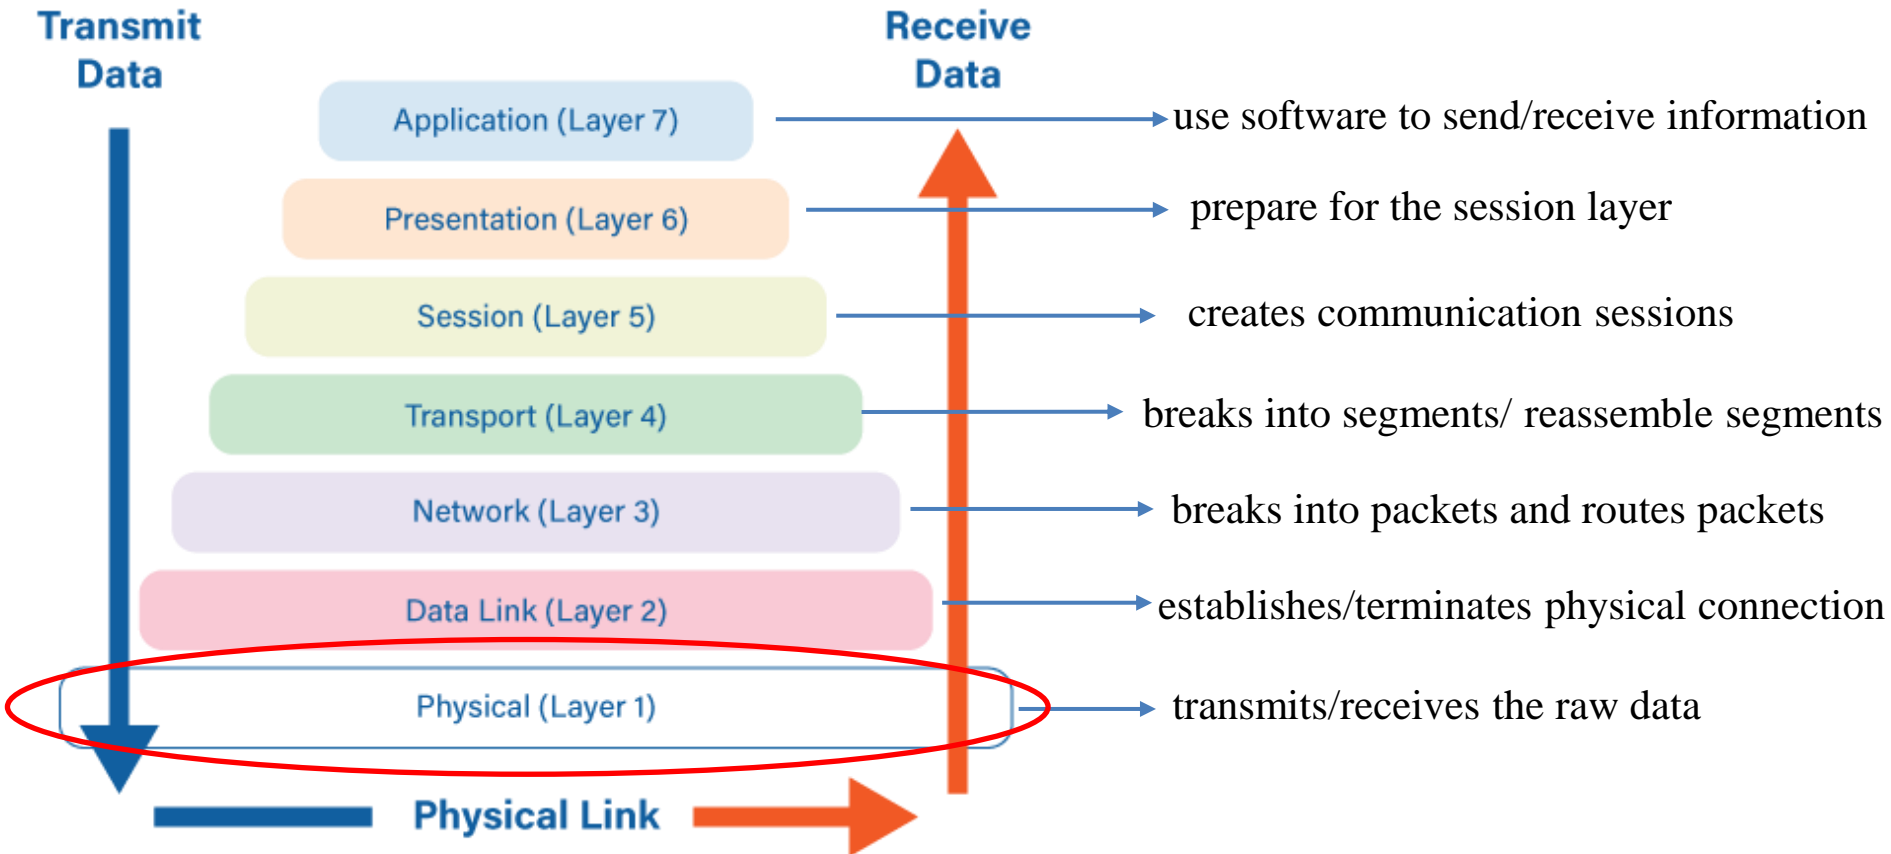 Transmit
Data
Receive
Data
Application (Layer 7)
use software to send/receive information
Presentation (Layer 6)
prepare for the session layer
Session (Layer 5)
creates communication sessions
Transport (Layer 4)
breaks into segments/ reassemble segments
Network (Layer 3)
breaks into packets and routes packets
Data Link (Layer 2)
establishes/terminates physical connection
Physical (Layer 1)
transmits/receives the raw data
Physical Link